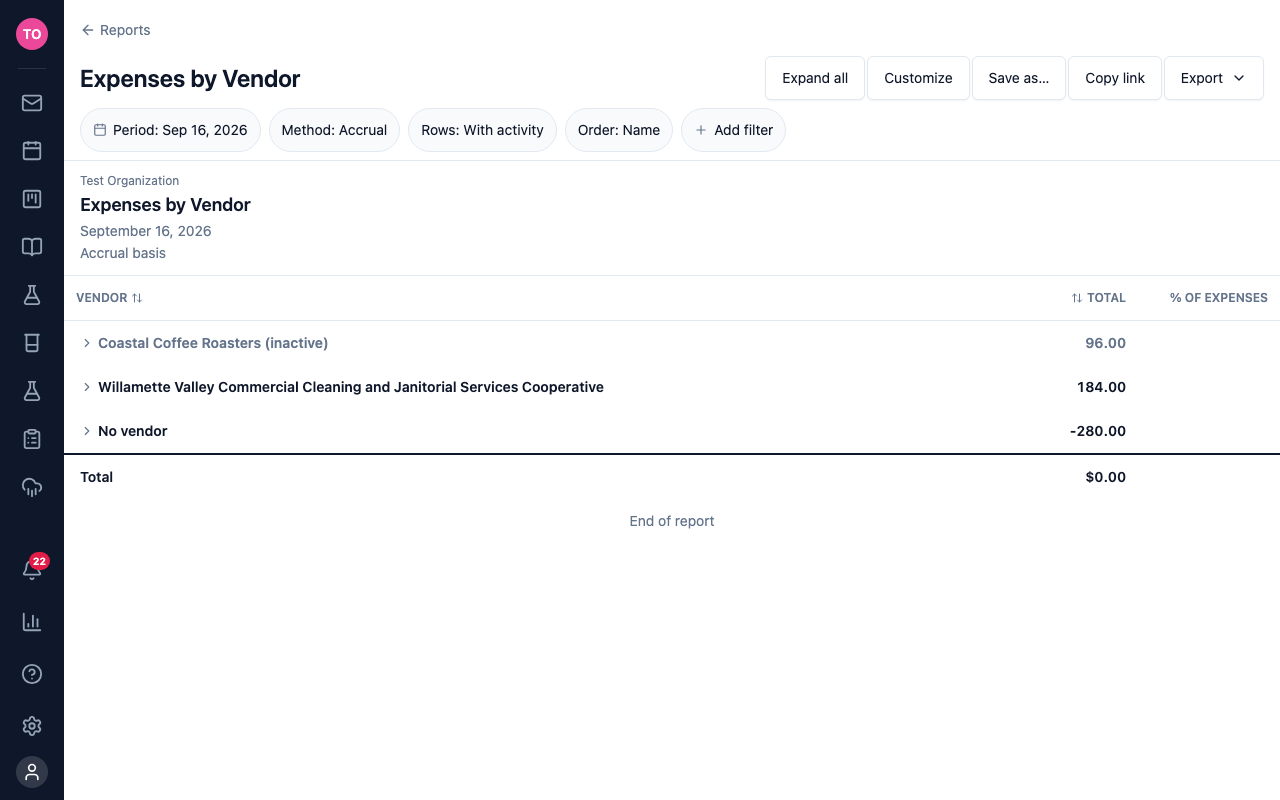 TO
Reports
Expenses by Vendor
Expand all
Customize
Save as...
Copy link
Export
Period: Sep 16, 2026
Method: Accrual
Rows: With activity
Order: Name
Add filter
Test Organization
Expenses by Vendor
September 16, 2026
Accrual basis
VENDOR TOTAL % OF EXPENSES
Coastal Coffee Roasters (inactive) 96.00
Willamette Valley Commercial Cleaning and Janitorial Services Cooperative 184.00
No vendor -280.00
Total $0.00
End of report
22